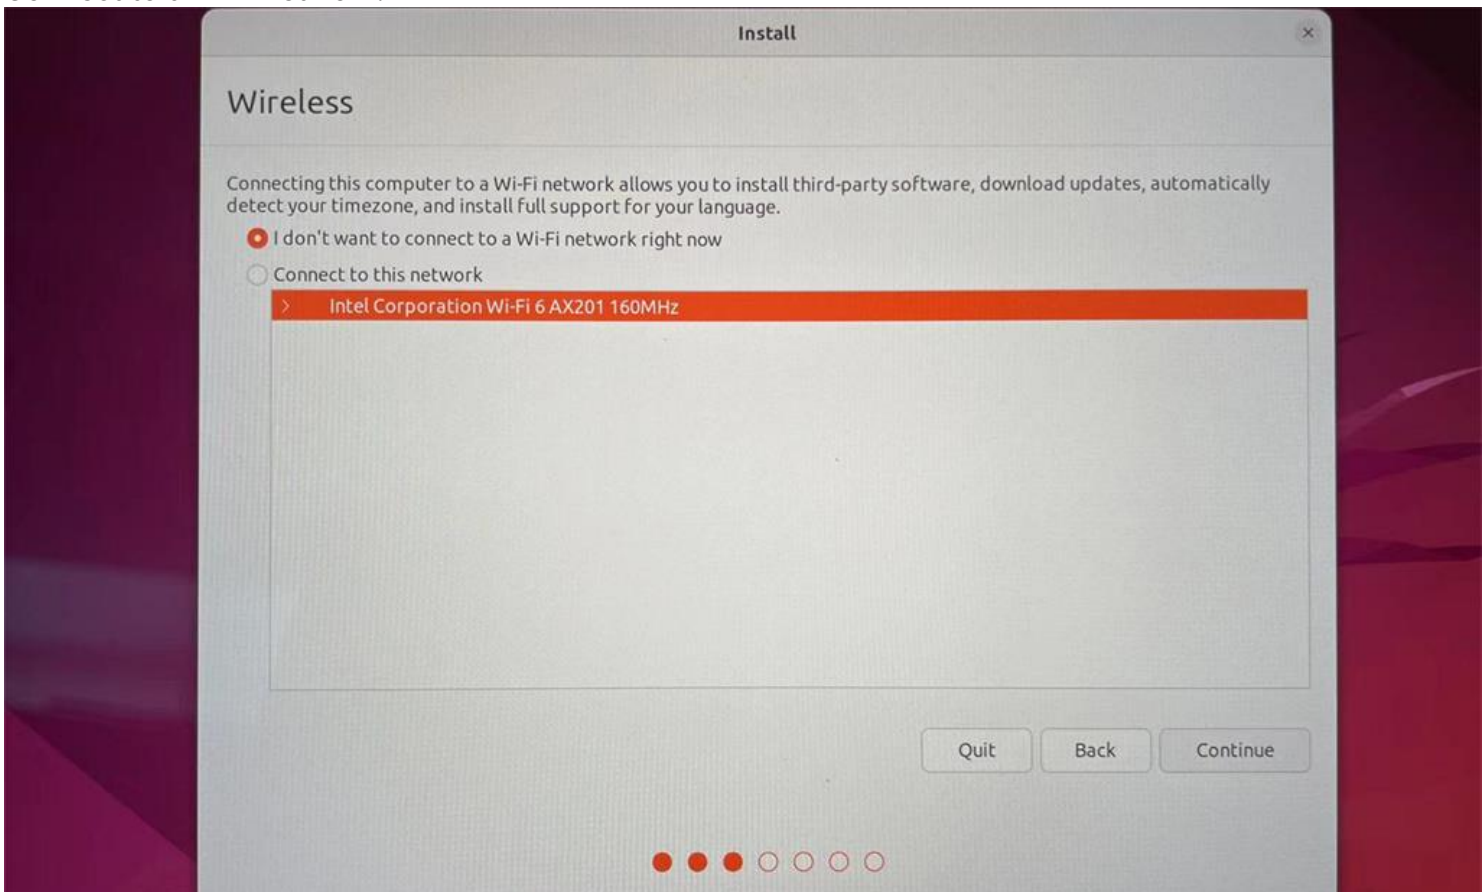 Install
Wireless
Connecting this computer to a Wi-Fi network allows you to install third-party software, download updates, automatically
detect your timezone, and install full support for your language.
I don't want to connect to a Wi-Fi network right now
Connect to this network
Intel Corporation Wi-Fi 6 AX201 160MHz
Quit Back Continue